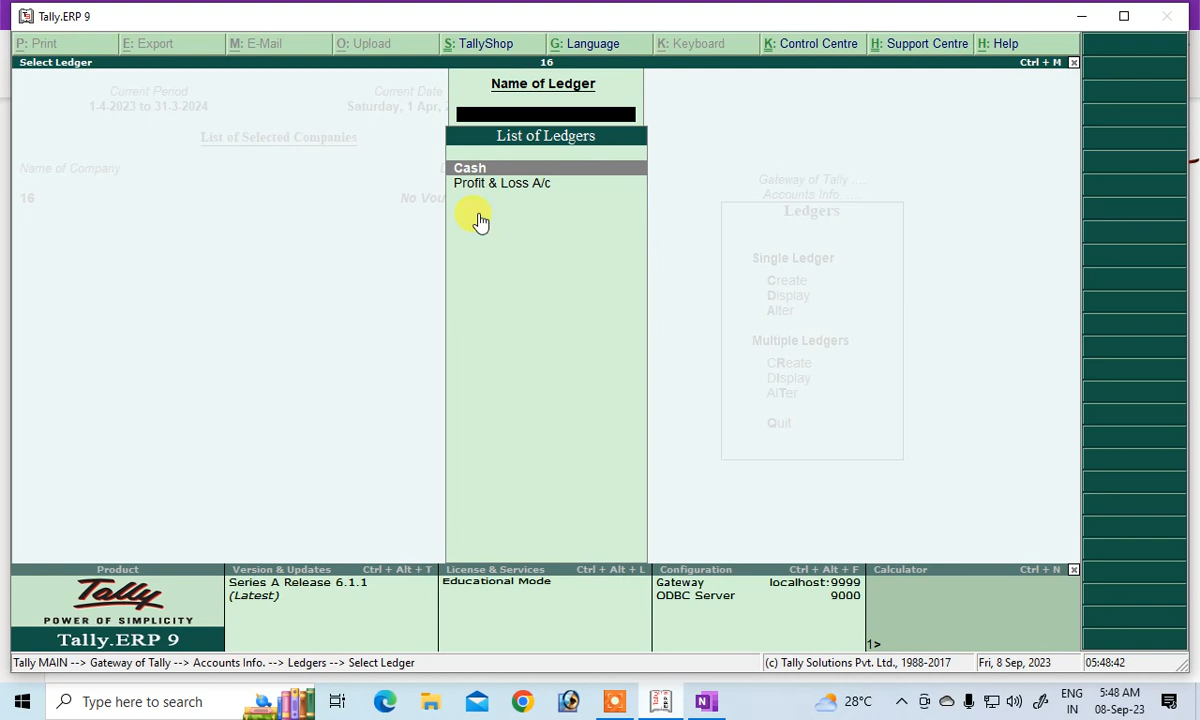 Tally.ERP 9
P: Print
E: Export
M: E-Mail
O: Upload
S: TallyShop
G: Language
K: Keyboard
K: Control Centre
H: Support Centre
H: Help
Select Ledger
16
Ctrl + M
Current Period
1-4-2023 to 31-3-2024
Current Date
Saturday, 1 Apr,
List of Selected Companies
Name of Company
16
No Vou
Name of Ledger
List of Ledgers
Cash
Profit & Loss A/c
Gateway of Tally ....
Accounts Info. ....
Ledgers
Single Ledger
Create
Display
Alter
Multiple Ledgers
CReate
DIsplay
AlTer
Quit
Product
Tally
POWER OF SIMPLICITY
Tally.ERP 9
Version & Updates Ctrl + Alt + T
Series A Release 6.1.1
(Latest)
License & Services Ctrl + Alt + L
Educational Mode
Configuration Ctrl + Alt + F
Gateway localhost:9999
ODBC Server 9000
Calculator Ctrl + N
1>
Tally MAIN --> Gateway of Tally --> Accounts Info. --> Ledgers --> Select Ledger
(c) Tally Solutions Pvt. Ltd., 1988-2017
Fri, 8 Sep, 2023
05:48:42
Type here to search
28°C
ENG
IN
5:48 AM
08-Sep-23